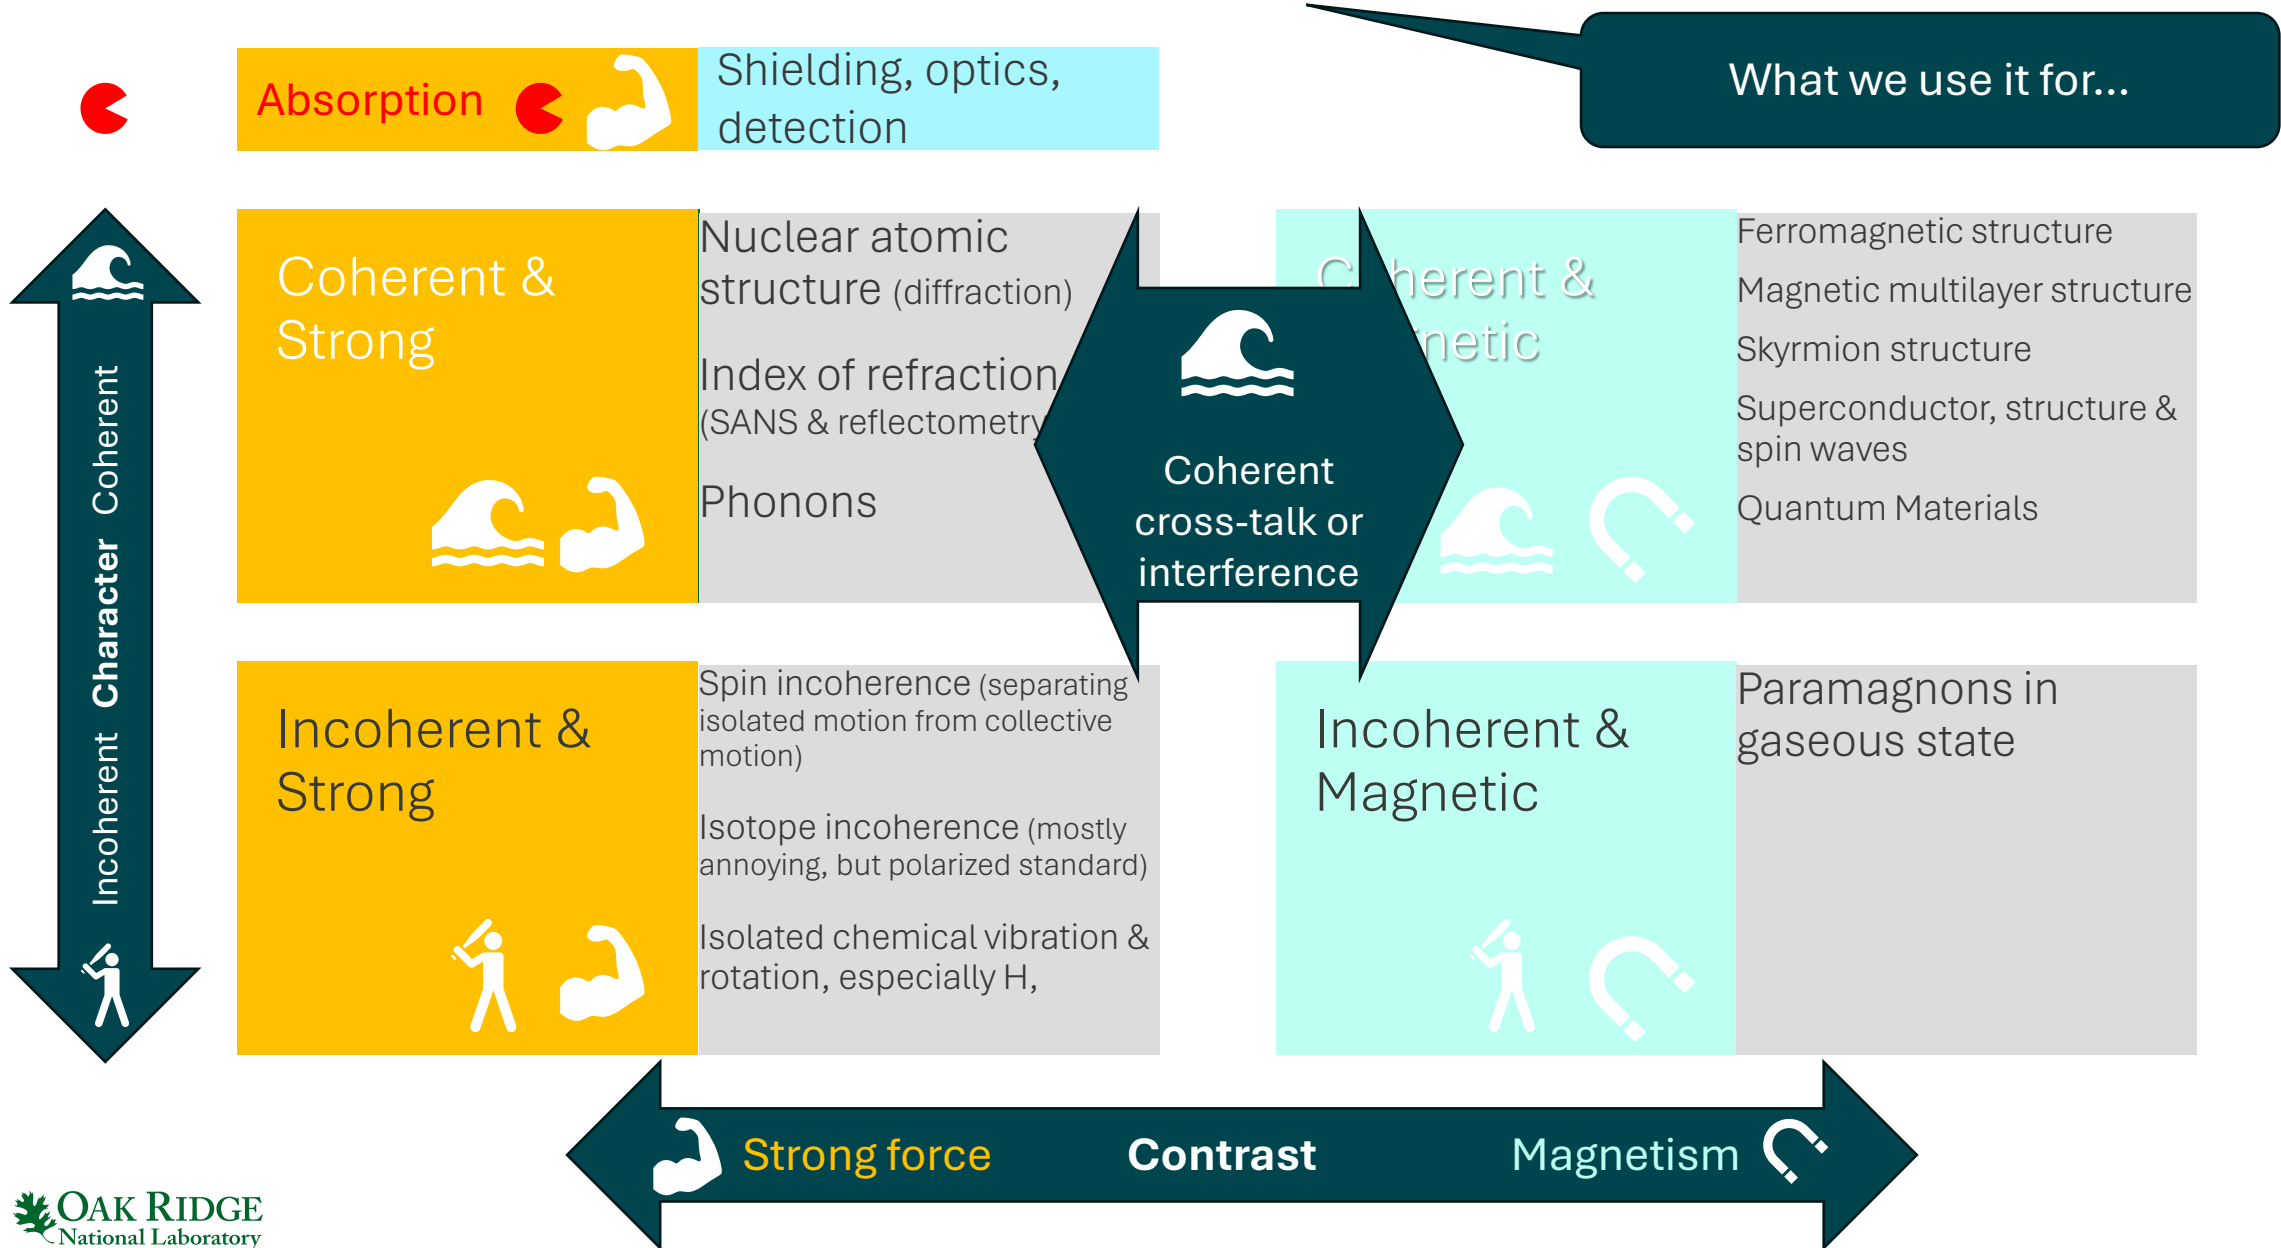 What we use it for...
Absorption
Shielding, optics,
detection
Coherent &
Strong
Nuclear atomic
structure (diffraction)
Index of refraction
(SANS & reflectometry
Phonons
Coherent
cross-talk or
interference
herent &
netic
Ferromagnetic structure
Magnetic multilayer structure
Skyrmion structure
Superconductor, structure &
spin waves
Quantum Materials
Incoherent Character Coherent
Incoherent &
Strong
Spin incoherence (separating
isolated motion from collective
motion)
Isotope incoherence (mostly
annoying, but polarized standard)
Isolated chemical vibration &
rotation, especially H,
Incoherent &
Magnetic
Paramagnons in
gaseous state
Strong force Contrast Magnetism
OAK RIDGE
National Laboratory